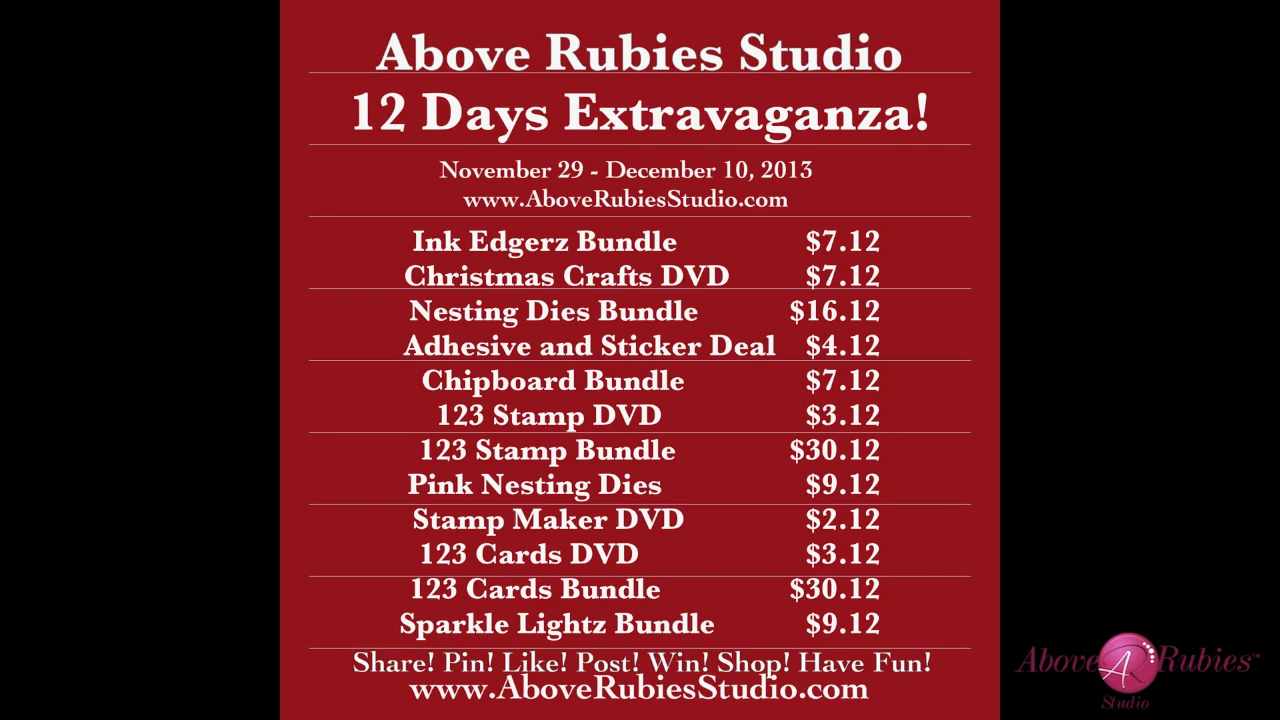 Above Rubies Studio
12 Days Extravaganza!
November 29 - December 10, 2013
www.AboveRubiesStudio.com
Ink Edgerz Bundle $7.12
Christmas Crafts DVD $7.12
Nesting Dies Bundle $16.12
Adhesive and Sticker Deal $4.12
Chipboard Bundle $7.12
123 Stamp DVD $3.12
123 Stamp Bundle $30.12
Pink Nesting Dies $9.12
Stamp Maker DVD $2.12
123 Cards DVD $3.12
123 Cards Bundle $30.12
Sparkle Lightz Bundle $9.12
Share! Pin! Like! Post! Win! Shop! Have Fun!
www.AboveRubiesStudio.com
Above A Rubies™
Studio